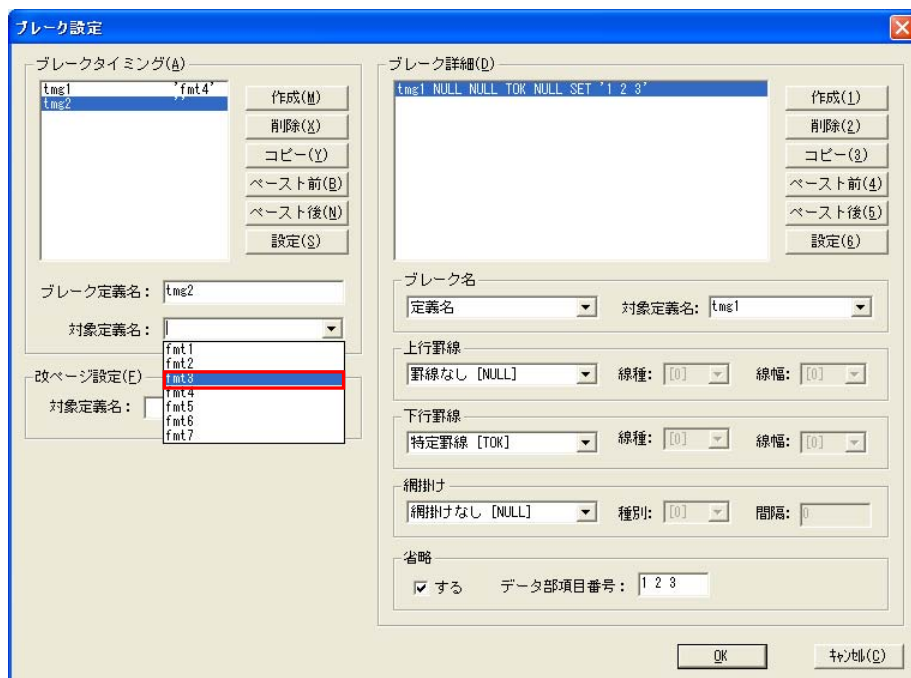 ブレーク設定
ブレークタイミング(A)
tmg1 'fmt4'
tmg2 ''
作成(M)
削除(X)
コピー(Y)
ペースト前(B)
ペースト後(N)
設定(S)
ブレーク定義名： tmg2
対象定義名：
fmt1
fmt2
fmt3
fmt4
fmt5
fmt6
fmt7
改ページ設定(F)
対象定義名：
ブレーク詳細(D)
tmg1 NULL NULL TOK NULL SET '1 2 3'
作成(1)
削除(2)
コピー(3)
ペースト前(4)
ペースト後(5)
設定(6)
ブレーク名
定義名 対象定義名: tmg1
上行罫線
罫線なし [NULL] 線種: [0] 線幅: [0]
下行罫線
特定罫線 [TOK] 線種: [0] 線幅: [0]
網掛け
網掛けなし [NULL] 種別: [0] 間隔: 0
省略
する データ部項目番号： 1 2 3
OK ｷｬﾝｾﾙ(C)